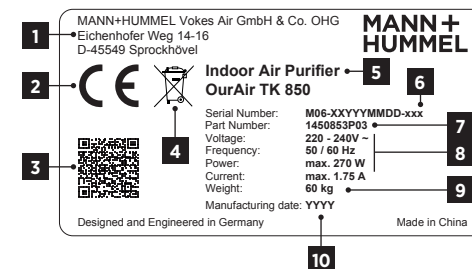 MANN+HUMMEL Vokes Air GmbH & Co. OHG
Eichenhofer Weg 14-16
D-45549 Sprockhövel
MANN+
HUMMEL
1
2
3
4
Indoor Air Purifier
OurAir TK 850
5
6
Serial Number: M06-XXYYYMMDD-xxx
Part Number: 1450853P03
7
Voltage: 220 - 240V ~
Frequency: 50 / 60 Hz
8
Power: max. 270 W
Current: max. 1.75 A
Weight: 60 kg
9
Manufacturing date: YYYY
Designed and Engineered in Germany
Made in China
10